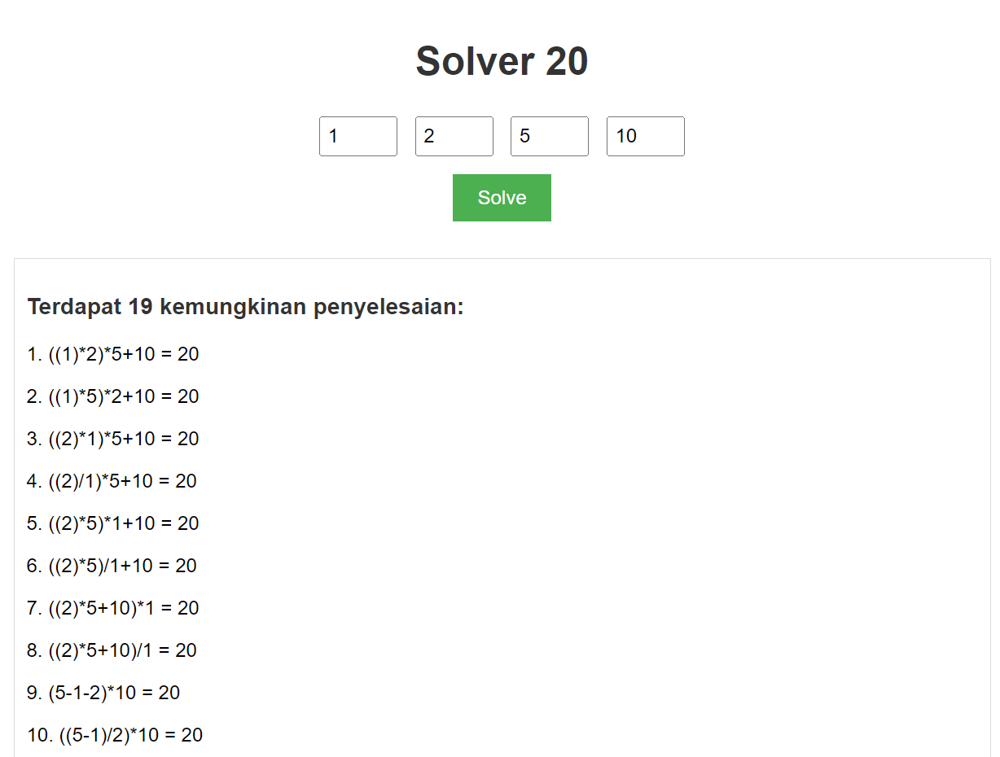 Solver 20
1 2 5 10
Solve
Terdapat 19 kemungkinan penyelesaian:
1. ((1)*2)*5+10 = 20
2. ((1)*5)*2+10 = 20
3. ((2)*1)*5+10 = 20
4. ((2)/1)*5+10 = 20
5. ((2)*5)*1+10 = 20
6. ((2)*5)/1+10 = 20
7. ((2)*5+10)*1 = 20
8. ((2)*5+10)/1 = 20
9. (5-1-2)*10 = 20
10. ((5-1)/2)*10 = 20